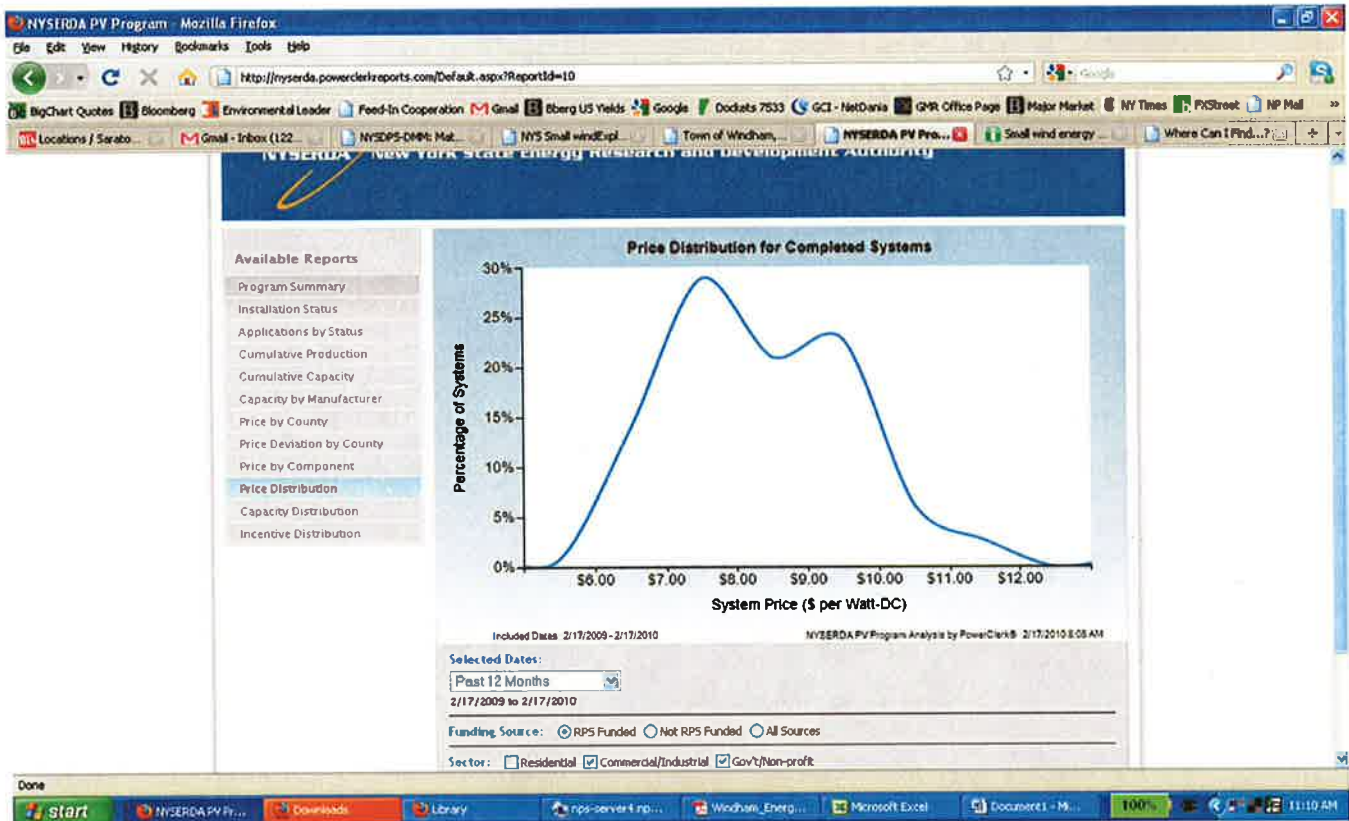 NYSERDA PV Program - Mozilla Firefox
File Edit View History Bookmarks Tools Help
http://nyserda.powerclerkreports.com/Default.aspx?ReportId=10
Google
BigChart Quotes Bloomberg Environmental Leader Feed-In Cooperation Gmail Bberg US Yields Google Dockets 7533 GCI - NetDania GMR Office Page Major Market NY Times FXStreet NP Mail »
Locations / Sarato... Gmail - Inbox (122... NYSDPS-DMM: Mat... NYS Small windExpl... Town of Windham,... NYSERDA PV Pro... Small wind energy ... Where Can I Find...?
NYSERDA New York State Energy Research and Development Authority
Available Reports
Program Summary
Installation Status
Applications by Status
Cumulative Production
Cumulative Capacity
Capacity by Manufacturer
Price by County
Price Deviation by County
Price by Component
Price Distribution
Capacity Distribution
Incentive Distribution
Price Distribution for Completed Systems
30%
25%
20%
15%
10%
5%
0%
Percentage of Systems
$6.00 $7.00 $8.00 $9.00 $10.00 $11.00 $12.00
System Price ($ per Watt-DC)
Included Dates 2/17/2009 - 2/17/2010
NYSERDA PV Program Analysis by PowerClerk® 2/17/2010 8:08 AM
Selected Dates:
Past 12 Months
2/17/2009 to 2/17/2010
Funding Source: RPS Funded Not RPS Funded All Sources
Sector: Residential Commercial/Industrial Gov't/Non-profit
Done
start NYSERDA PV Pr... Downloads Library nps-server4.np... Windham_Energ... Microsoft Excel Document1 - M... 100% 11:10 AM